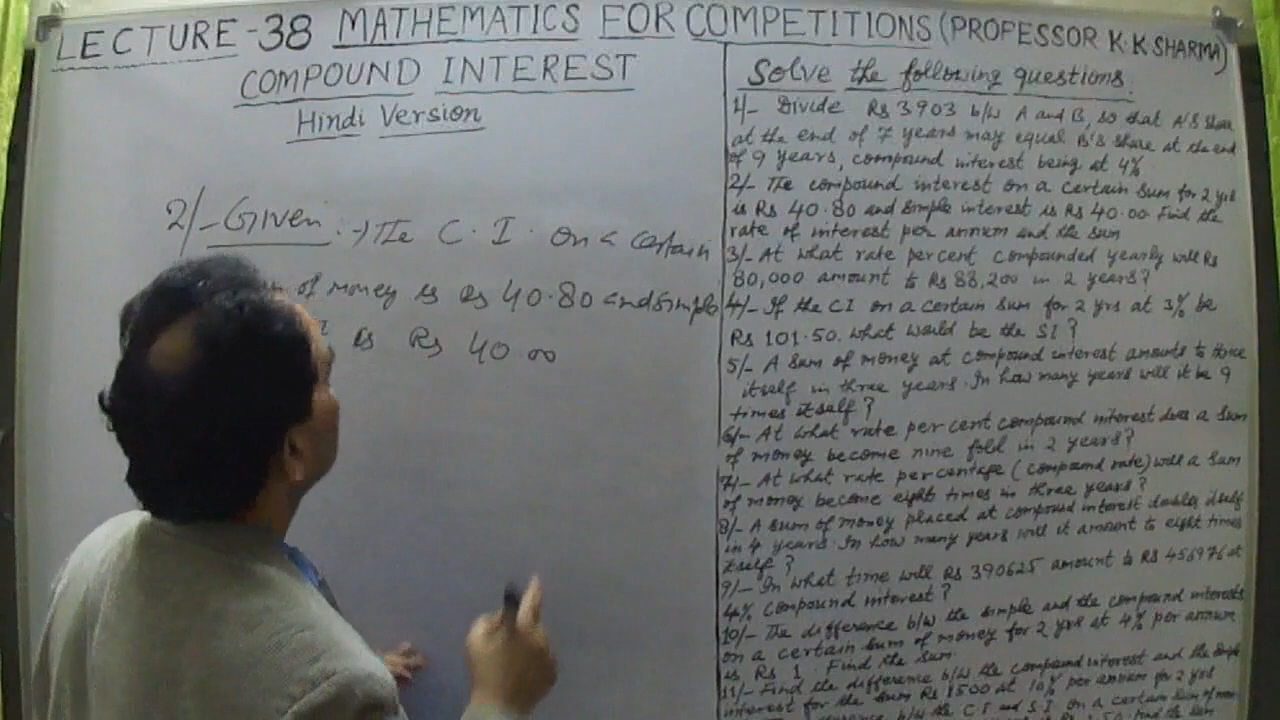 LECTURE-38 MATHEMATICS FOR COMPETITIONS (PROFESSOR K.K SHARMA)
COMPOUND INTEREST
Hindi Version
2/- Given :→ The C.I. on a certain
of money is Rs 40.80 and simple
is Rs 40 00
Solve the following questions.
1/- Divide Rs 3903 b/w A and B, so that A'S share
at the end of 7 years may equal B'S share at the end
of 9 years, compound interest being at 4%
2/- The compound interest on a certain sum for 2 yrs
is Rs 40.80 and simple interest is Rs 40.00 Find the
rate of interest per annum and the sum
3/- At what rate percent compounded yearly will Rs
80,000 amount to Rs 88,200 in 2 years?
4/- If the CI on a certain sum for 2 yrs at 3% be
Rs 101.50. what would be the SI ?
5/- A sum of money at compound interest amounts to thrice
itself in three years. In how many years will it be 9
times itself ?
6/- At what rate per cent compound interest does a sum
of money become nine fold in 2 years?
7/- At what rate percentage (compound rate) will a sum
of money become eight times in three years?
8/- A sum of money placed at compound interest doubles itself
in 4 years. In how many years will it amount to eight times
itself ?
9/- In what time will Rs 390625 amount to Rs 456976 at
4% compound interest ?
10/- The difference b/w the simple and the compound interests
on a certain sum of money for 2 yrs at 4% per annum
is Rs 1. Find the sum.
11/- Find the difference b/w the compound interest and the simple
interest for the sum Rs 1500 at 10% per annum for 2 yrs
b/w the C I and S I on a certain sum of